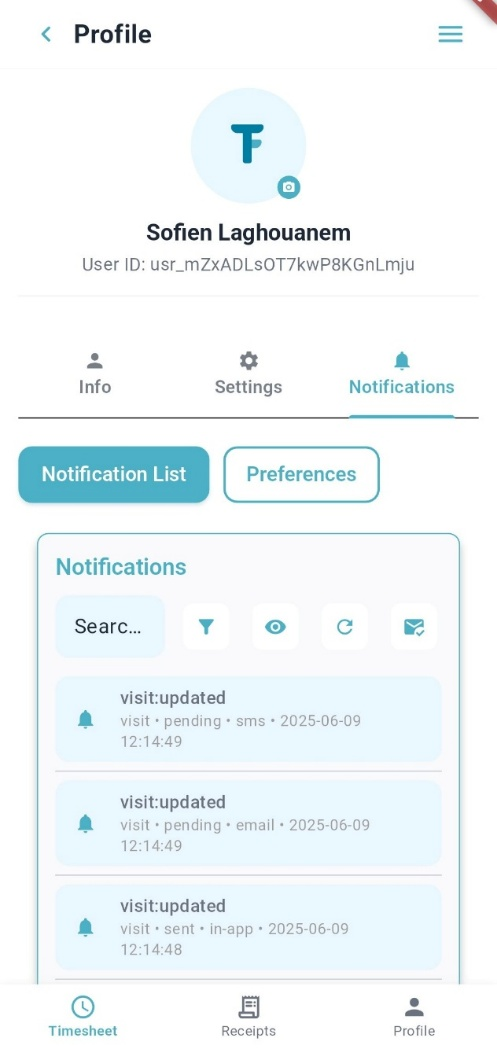 Profile
Sofien Laghouanem
User ID: usr_mZxADLsOT7kwP8KGnLmju
Info
Settings
Notifications
Notification List
Preferences
Notifications
Searc...
visit:updated
visit • pending • sms • 2025-06-09
12:14:49
visit:updated
visit • pending • email • 2025-06-09
12:14:49
visit:updated
visit • sent • in-app • 2025-06-09
12:14:48
Timesheet
Receipts
Profile